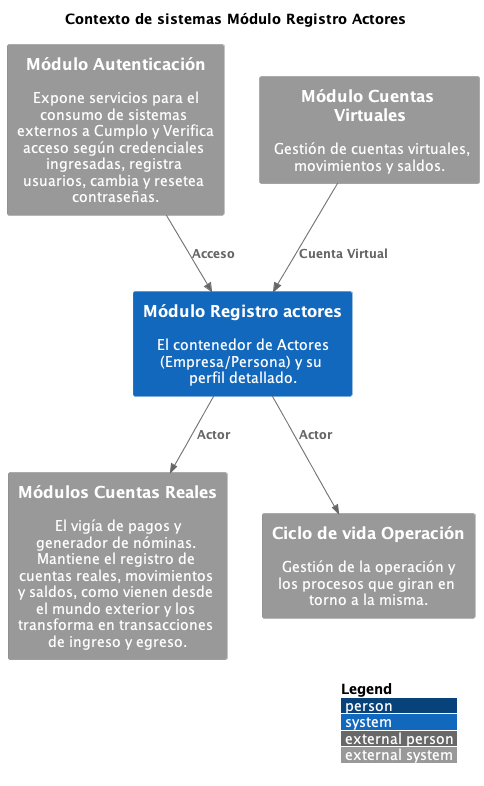 Contexto de sistemas Módulo Registro Actores
Módulo Autenticación
Expone servicios para el
consumo de sistemas
externos a Cumplo y Verifica
acceso según credenciales
ingresadas, registra
usuarios, cambia y resetea
contraseñas.
Módulo Cuentas
Virtuales
Gestión de cuentas virtuales,
movimientos y saldos.
Acceso
Cuenta Virtual
Módulo Registro actores
El contenedor de Actores
(Empresa/Persona) y su
perfil detallado.
Actor
Actor
Módulos Cuentas Reales
El vigía de pagos y
generador de nóminas.
Mantiene el registro de
cuentas reales, movimientos
y saldos, como vienen desde
el mundo exterior y los
transforma en transacciones
de ingreso y egreso.
Ciclo de vida Operación
Gestión de la operación y
los procesos que giran en
torno a la misma.
Legend
person
system
external person
external system